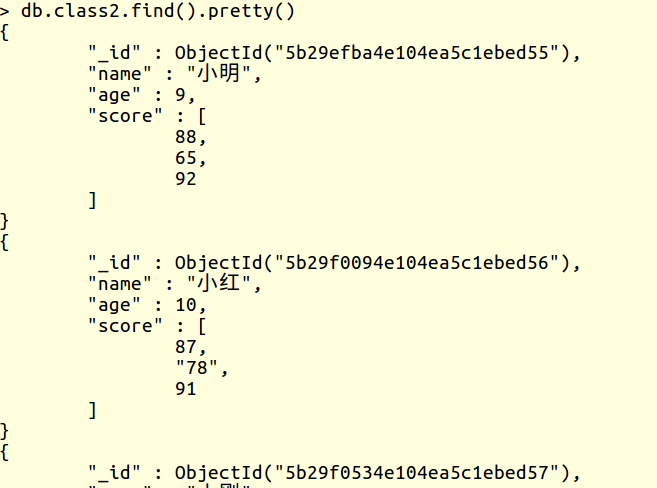 > db.class2.find().pretty()
{
        "_id" : ObjectId("5b29efba4e104ea5c1ebed55"),
        "name" : "小明",
        "age" : 9,
        "score" : [
                88,
                65,
                92
        ]
}
{
        "_id" : ObjectId("5b29f0094e104ea5c1ebed56"),
        "name" : "小红",
        "age" : 10,
        "score" : [
                87,
                "78",
                91
        ]
}
{
        "_id" : ObjectId("5b29f0534e104ea5c1ebed57"),